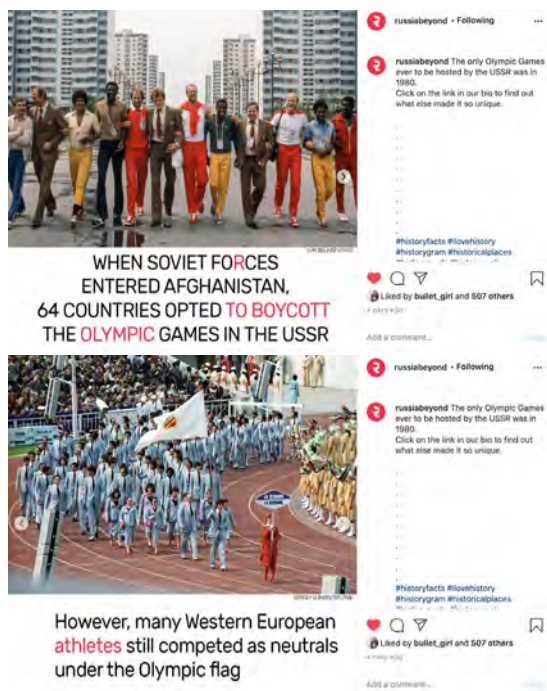 russiabeyond • Following
russiabeyond The only Olympic Games
ever to be hosted by the USSR was in
1980.
Click on the link in our bio to find out
what else made it so unique.
#historyfacts #ilovehistory
#historygram #historicalplaces
Liked by bullet_girl and 507 others
Add a comment...
WHEN SOVIET FORCES
ENTERED AFGHANISTAN,
64 COUNTRIES OPTED TO BOYCOTT
THE OLYMPIC GAMES IN THE USSR
russiabeyond • Following
russiabeyond The only Olympic Games
ever to be hosted by the USSR was in
1980.
Click on the link in our bio to find out
what else made it so unique.
#historyfacts #ilovehistory
#historygram #historicalplaces
Liked by bullet_girl and 507 others
Add a comment...
However, many Western European
athletes still competed as neutrals
under the Olympic flag